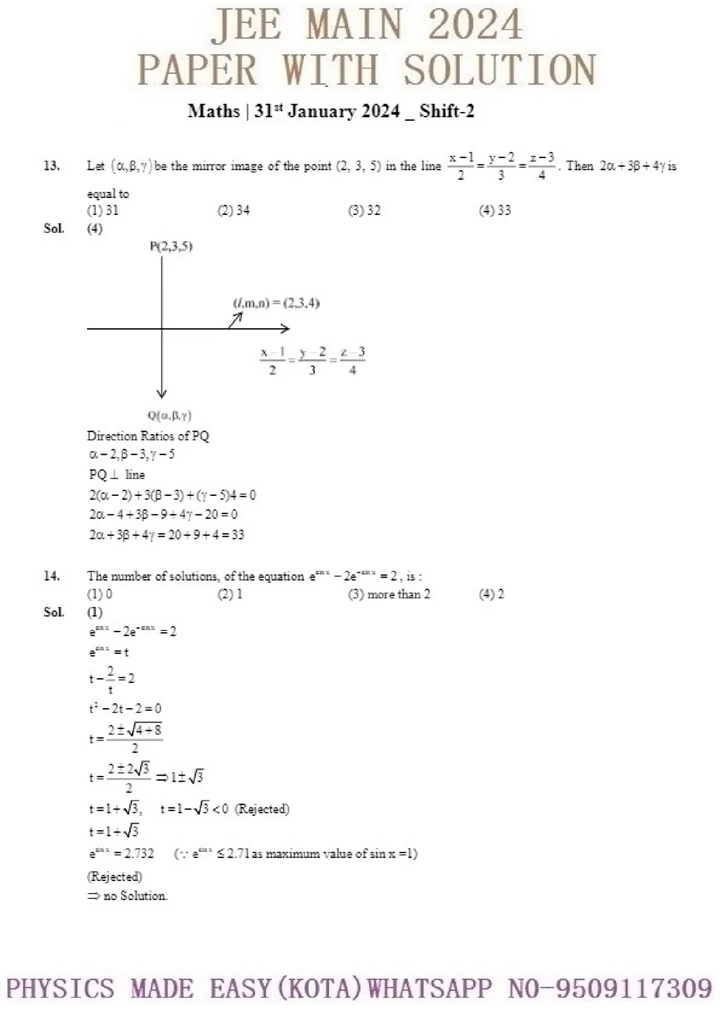 JEE MAIN 2024
PAPER WITH SOLUTION
Maths | 31st January 2024 _ Shift-2
13. Let (α,β,γ) be the mirror image of the point (2, 3, 5) in the line (x−1)/2 = (y−2)/3 = (z−3)/4 . Then 2α+3β+4γ is
equal to
(1) 31 (2) 34 (3) 32 (4) 33
Sol. (4)
P(2,3,5)
(l,m,n) = (2,3,4)
(x−1)/2 = (y−2)/3 = (z−3)/4
Q(α,β,γ)
Direction Ratios of PQ
α−2,β−3,γ−5
PQ ⊥ line
2(α−2)+3(β−3)+(γ−5)4=0
2α−4+3β−9+4γ−20=0
2α+3β+4γ=20+9+4=33
14. The number of solutions, of the equation e^(sin x) − 2e^(−sin x) = 2 , is :
(1) 0 (2) 1 (3) more than 2 (4) 2
Sol. (1)
e^(sin x) − 2e^(−sin x) = 2
e^(sin x) = t
t − 2/t = 2
t² − 2t − 2 = 0
t = (2±√(4+8))/2
t = (2±2√3)/2 ⇒ 1±√3
t=1+√3, t=1−√3 <0 (Rejected)
t=1+√3
e^(sin x) = 2.732 (∵ e^(sin x) ≤ 2.71 as maximum value of sin x =1)
(Rejected)
⇒ no Solution.
PHYSICS MADE EASY(KOTA)WHATSAPP NO-9509117309